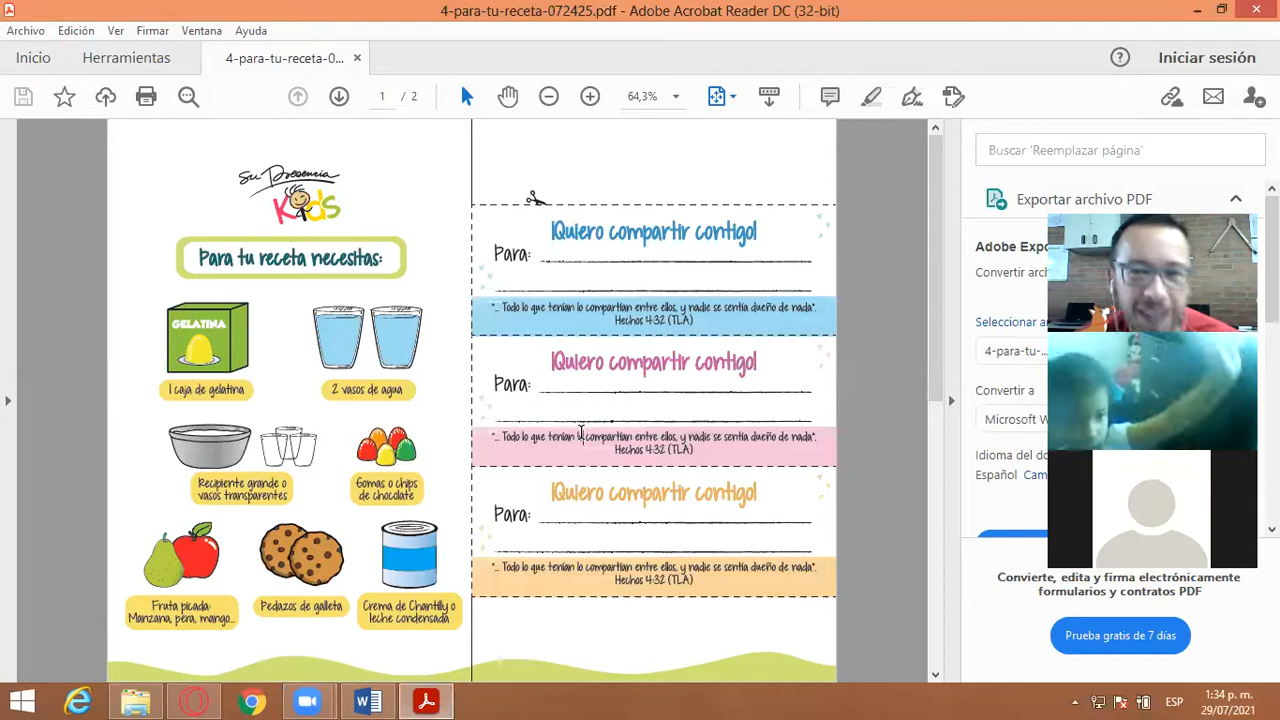 4-para-tu-receta-072425.pdf - Adobe Acrobat Reader DC (32-bit)
Archivo Edición Ver Firmar Ventana Ayuda
Inicio Herramientas 4-para-tu-receta-0... × Iniciar sesión
1 / 2 64,3%
Su Presencia
Kids
Para tu receta necesitas:
GELATINA
1 caja de gelatina
2 vasos de agua
Recipiente grande o
vasos transparentes
Gomas o chips
de chocolate
Fruta picada:
Manzana, pera, mango...
Pedazos de galleta
Crema de Chantilly o
leche condensada
¡Quiero compartir contigo!
Para:
"... Todo lo que tenían lo compartían entre ellos, y nadie se sentía dueño de nada".
Hechos 4:32 (TLA)
¡Quiero compartir contigo!
Para:
"... Todo lo que tenían lo compartían entre ellos, y nadie se sentía dueño de nada".
Hechos 4:32 (TLA)
¡Quiero compartir contigo!
Para:
"... Todo lo que tenían lo compartían entre ellos, y nadie se sentía dueño de nada".
Hechos 4:32 (TLA)
Buscar 'Reemplazar página'
Exportar archivo PDF
Adobe Expo
Convertir arch
Seleccionar a
4-para-tu-...
Convertir a
Microsoft W
Idioma del do
Español Cam
Convierte, edita y firma electrónicamente
formularios y contratos PDF
Prueba gratis de 7 días
ESP
1:34 p. m.
29/07/2021